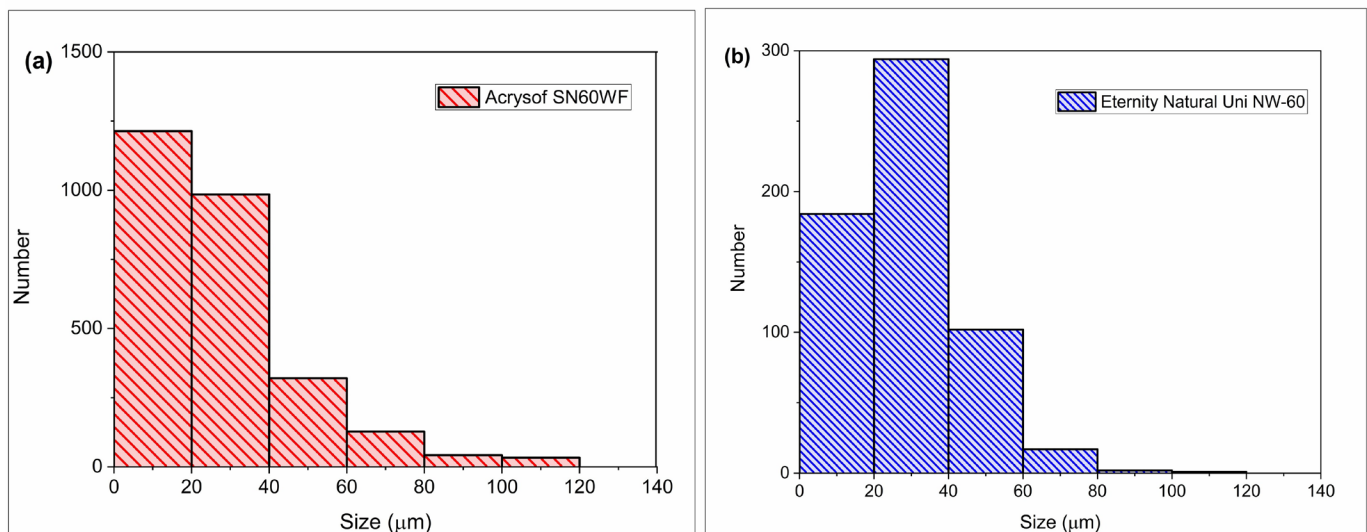 (a)
Acrysof SN60WF
Number
1500
1000
500
0
0 20 40 60 80 100 120 140
Size (μm)
(b)
Eternity Natural Uni NW-60
Number
300
200
100
0
0 20 40 60 80 100 120 140
Size (μm)